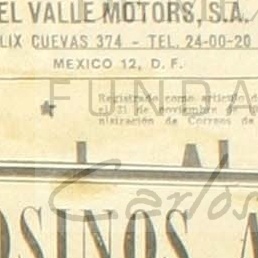 EL VALLE MOTORS, S.A.
LIX CUEVAS 374 - TEL. 24-00-20
MEXICO 12, D. F.
FUNDA
Registrado como artículo d
el 21 de noviembre de
nistración de Correos de
Carlos
OSINOS A